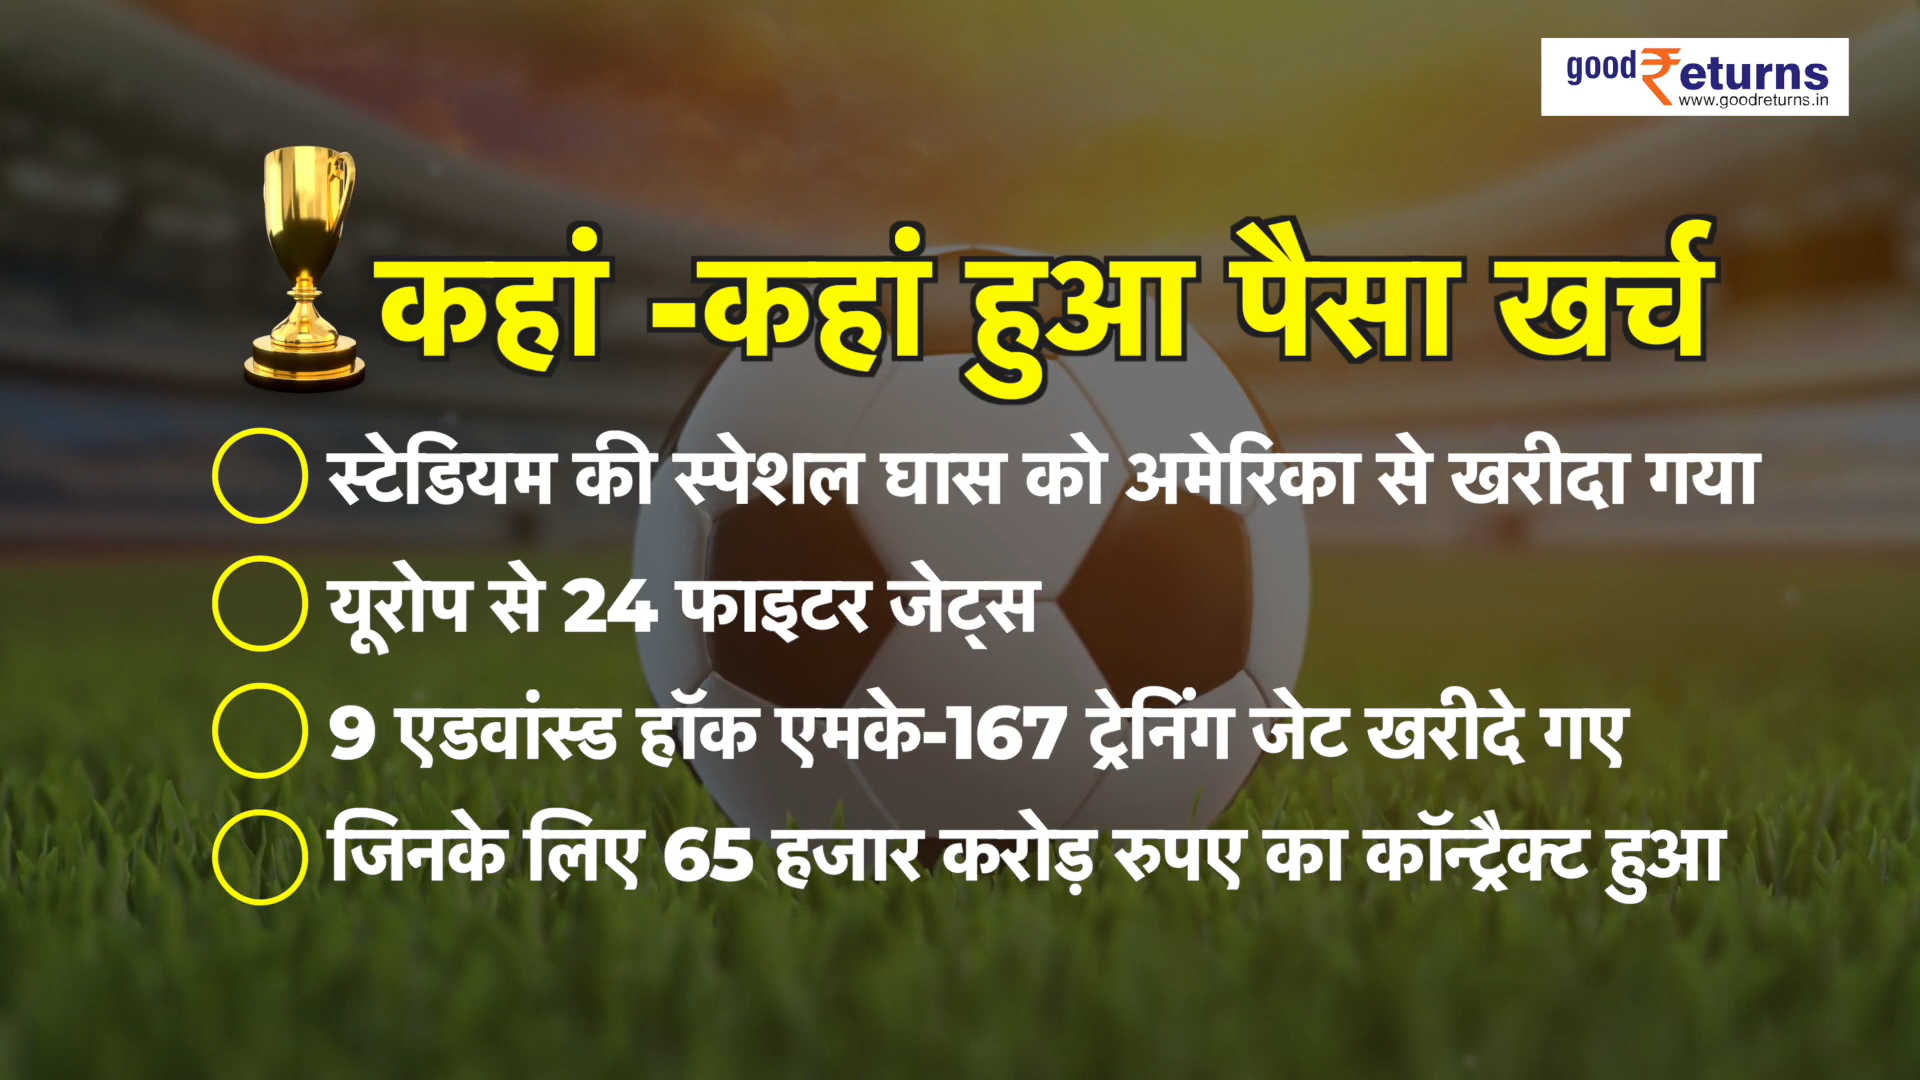 good₹eturns
www.goodreturns.in
कहां -कहां हुआ पैसा खर्च
स्टेडियम की स्पेशल घास को अमेरिका से खरीदा गया
यूरोप से 24 फाइटर जेट्स
9 एडवांस्ड हॉक एमके-167 ट्रेनिंग जेट खरीदे गए
जिनके लिए 65 हजार करोड़ रुपए का कॉन्ट्रैक्ट हुआ